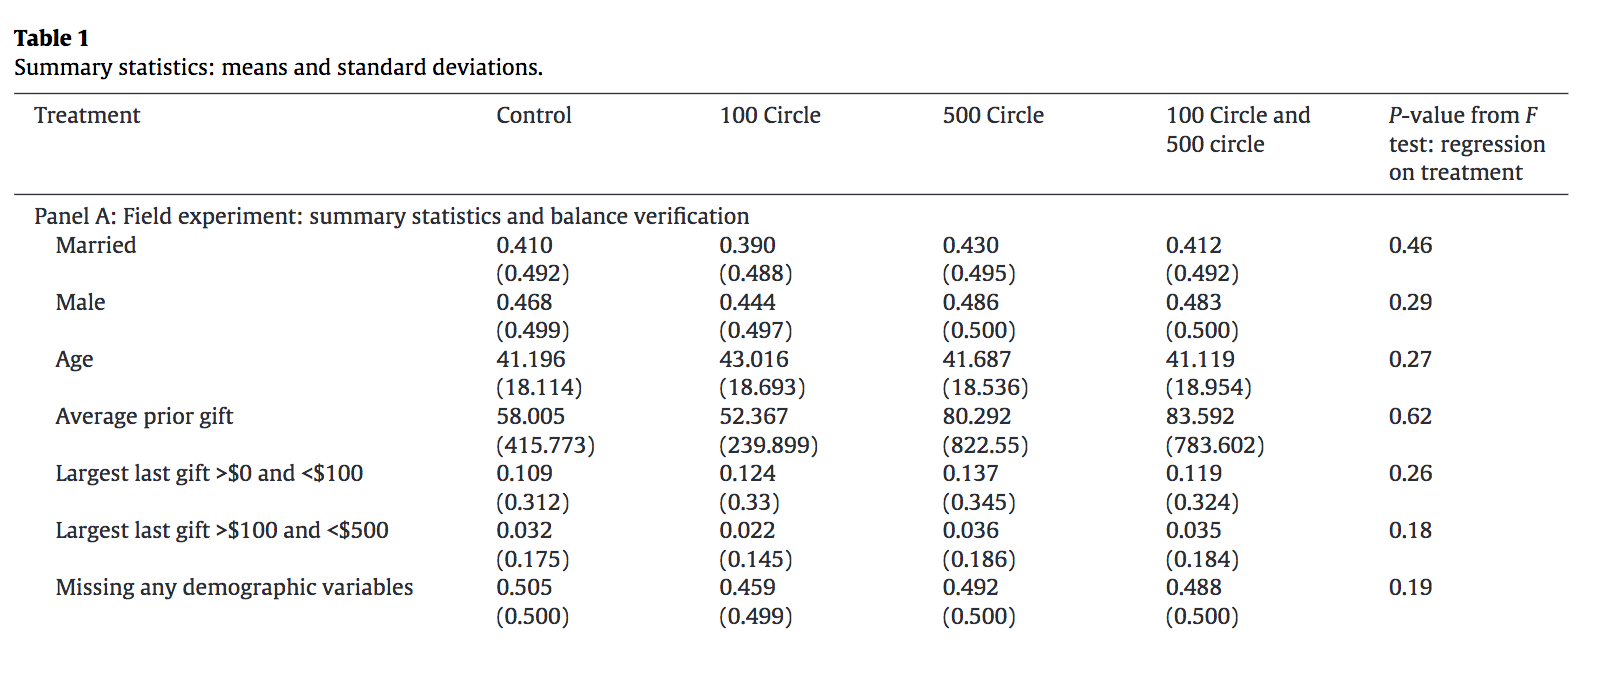 Table 1
Summary statistics: means and standard deviations.
Treatment Control 100 Circle 500 Circle 100 Circle and 500 circle P-value from F test: regression on treatment
Panel A: Field experiment: summary statistics and balance verification
Married 0.410 0.390 0.430 0.412 0.46
(0.492) (0.488) (0.495) (0.492)
Male 0.468 0.444 0.486 0.483 0.29
(0.499) (0.497) (0.500) (0.500)
Age 41.196 43.016 41.687 41.119 0.27
(18.114) (18.693) (18.536) (18.954)
Average prior gift 58.005 52.367 80.292 83.592 0.62
(415.773) (239.899) (822.55) (783.602)
Largest last gift >$0 and <$100 0.109 0.124 0.137 0.119 0.26
(0.312) (0.33) (0.345) (0.324)
Largest last gift >$100 and <$500 0.032 0.022 0.036 0.035 0.18
(0.175) (0.145) (0.186) (0.184)
Missing any demographic variables 0.505 0.459 0.492 0.488 0.19
(0.500) (0.499) (0.500) (0.500)